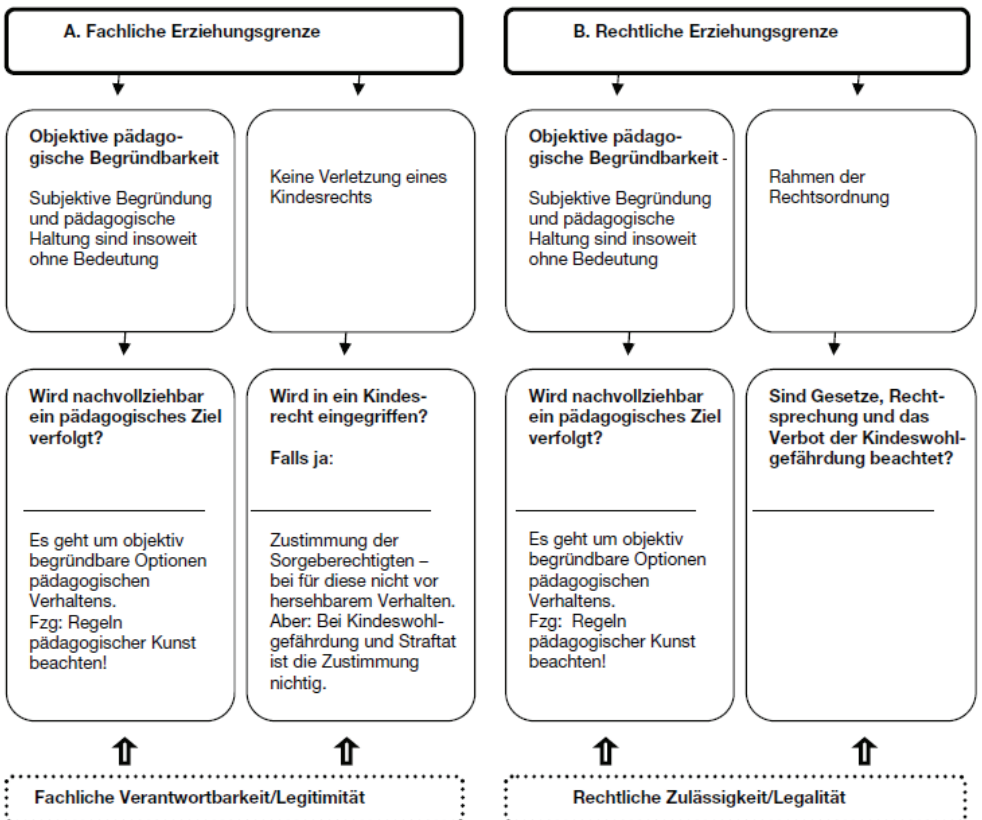 A. Fachliche Erziehungsgrenze
B. Rechtliche Erziehungsgrenze
Objektive pädago-
gische Begründbarkeit
Subjektive Begründung
und pädagogische
Haltung sind insoweit
ohne Bedeutung
Keine Verletzung eines
Kindesrechts
Objektive pädago-
gische Begründbarkeit -
Subjektive Begründung
und pädagogische
Haltung sind insoweit
ohne Bedeutung
Rahmen der
Rechtsordnung
Wird nachvollziehbar
ein pädagogisches Ziel
verfolgt?
Es geht um objektiv
begründbare Optionen
pädagogischen
Verhaltens.
Fzg: Regeln
pädagogischer Kunst
beachten!
Wird in ein Kindes-
recht eingegriffen?
Falls ja:
Zustimmung der
Sorgeberechtigten –
bei für diese nicht vor
hersehbarem Verhalten.
Aber: Bei Kindeswohl-
gefährdung und Straftat
ist die Zustimmung
nichtig.
Wird nachvollziehbar
ein pädagogisches Ziel
verfolgt?
Es geht um objektiv
begründbare Optionen
pädagogischen
Verhaltens.
Fzg: Regeln
pädagogischer Kunst
beachten!
Sind Gesetze, Recht-
sprechung und das
Verbot der Kindeswohl-
gefährdung beachtet?
Fachliche Verantwortbarkeit/Legitimität
Rechtliche Zulässigkeit/Legalität